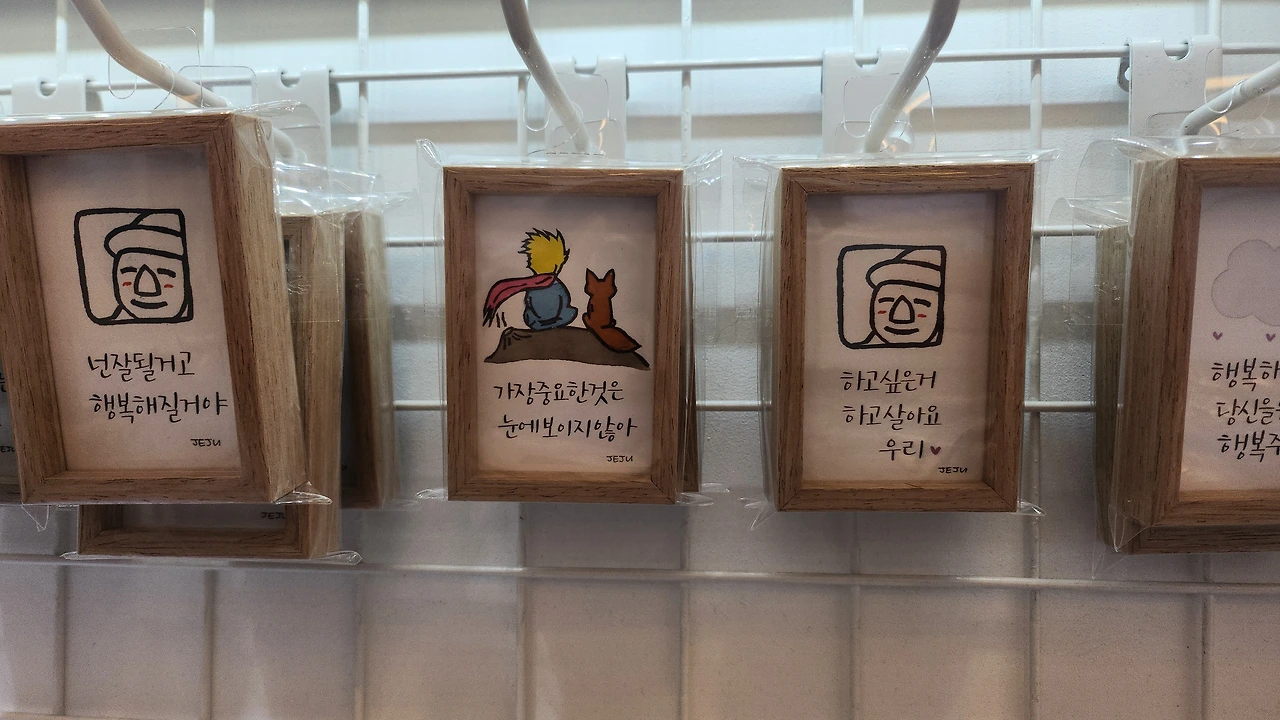 넌잘될거고
행복해질거야
JEJU
가장중요한것은
눈에보이지않아
JEJU
하고싶은거
하고살아요
우리♥
JEJU
행복하
당신을
행복주